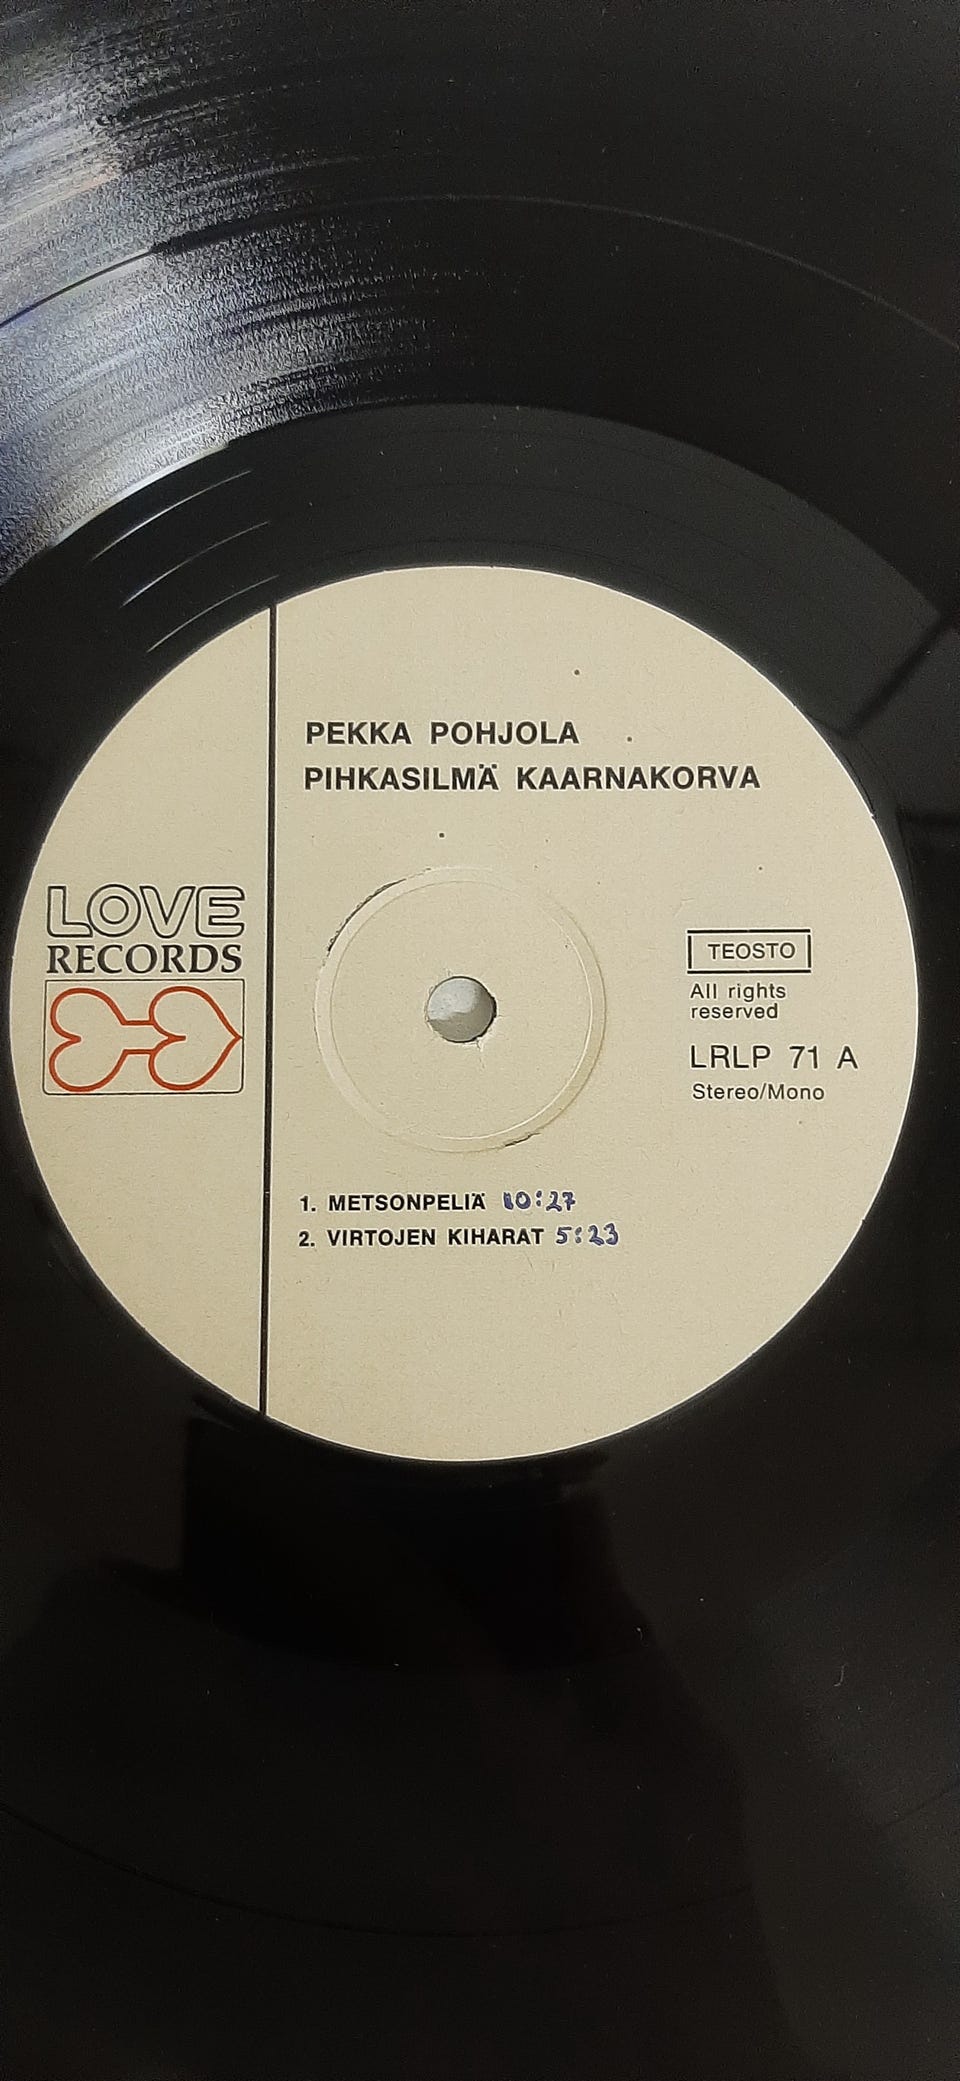 PEKKA POHJOLA
PIHKASILMÄ KAARNAKORVA
LOVE
RECORDS
TEOSTO
All rights
reserved
LRLP 71 A
Stereo/Mono
1. METSONPELIÄ 10:27
2. VIRTOJEN KIHARAT 5:23